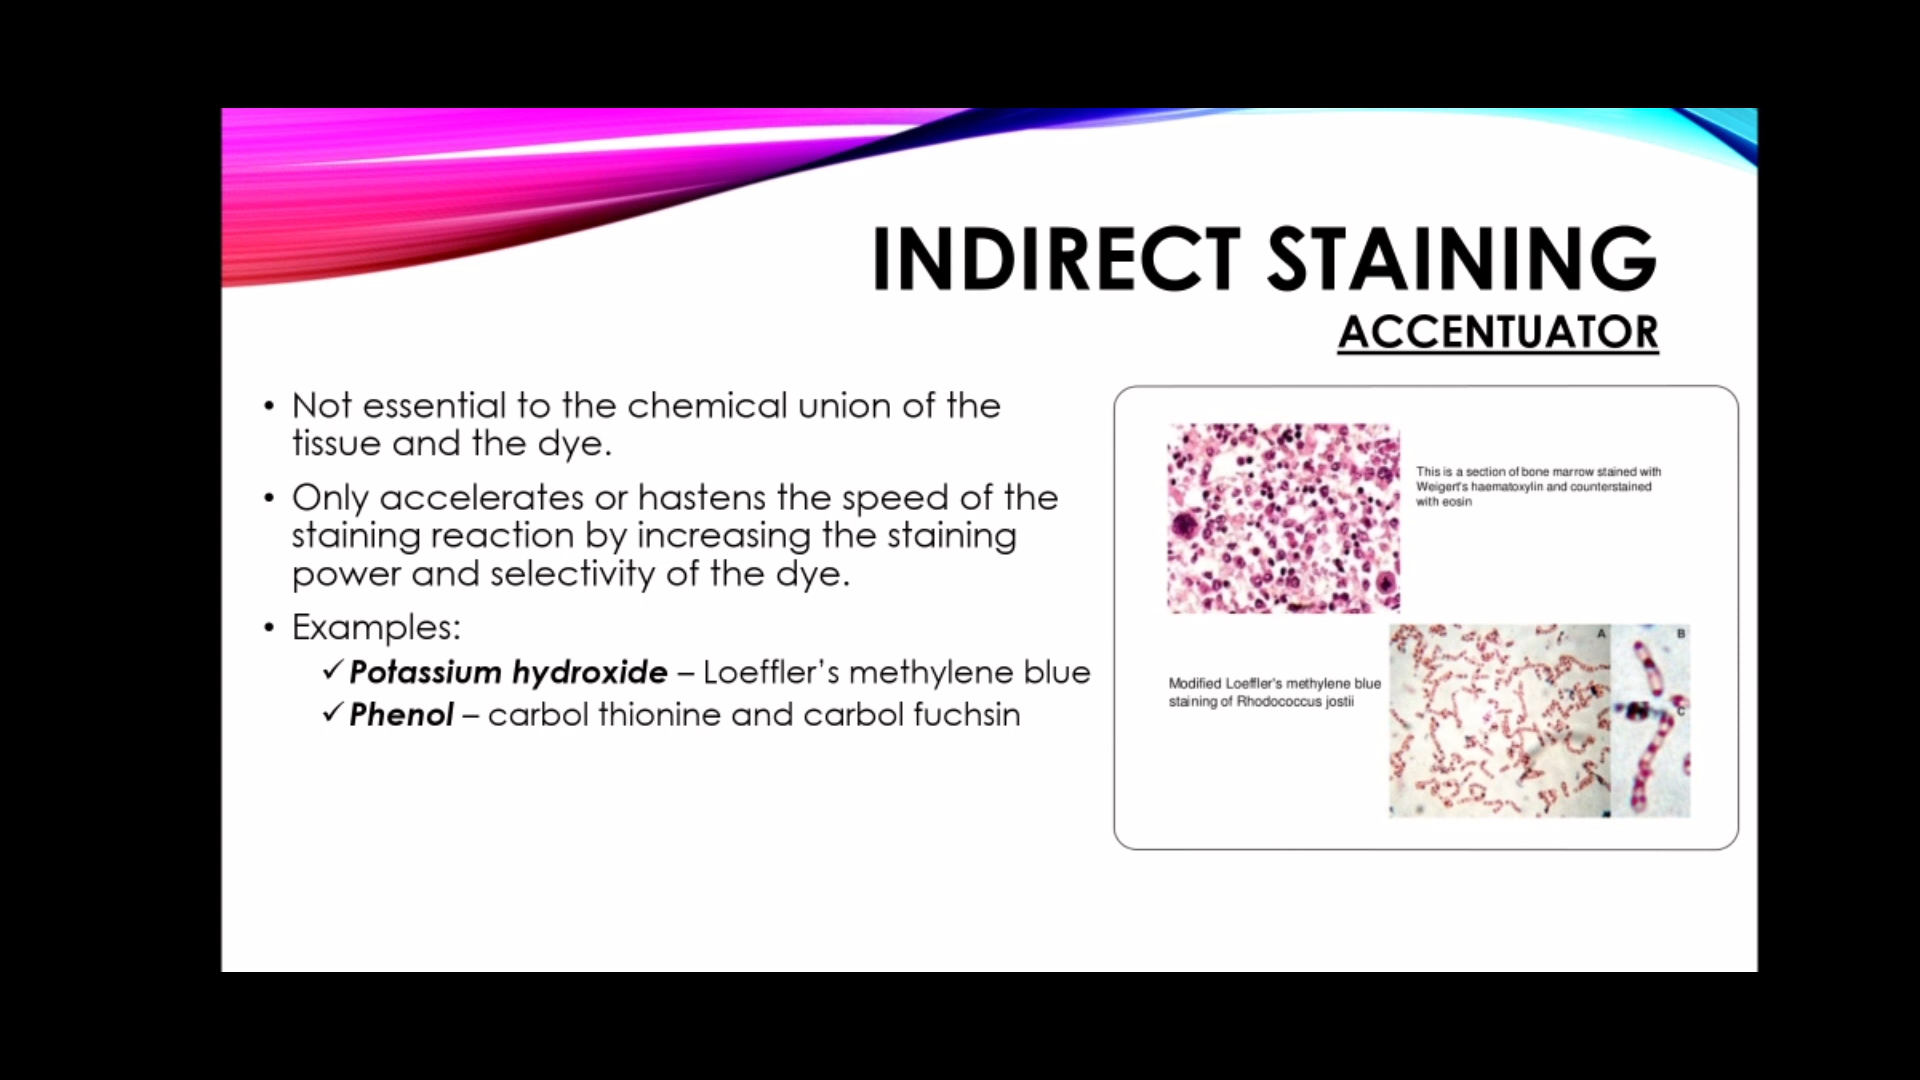 INDIRECT STAINING
ACCENTUATOR
• Not essential to the chemical union of the
tissue and the dye.
• Only accelerates or hastens the speed of the
staining reaction by increasing the staining
power and selectivity of the dye.
• Examples:
✓ Potassium hydroxide – Loeffler’s methylene blue
✓ Phenol – carbol thionine and carbol fuchsin
This is a section of bone marrow stained with
Weigert's haematoxylin and counterstained
with eosin
Modified Loeffler's methylene blue
staining of Rhodococcus jostii
A
B
C